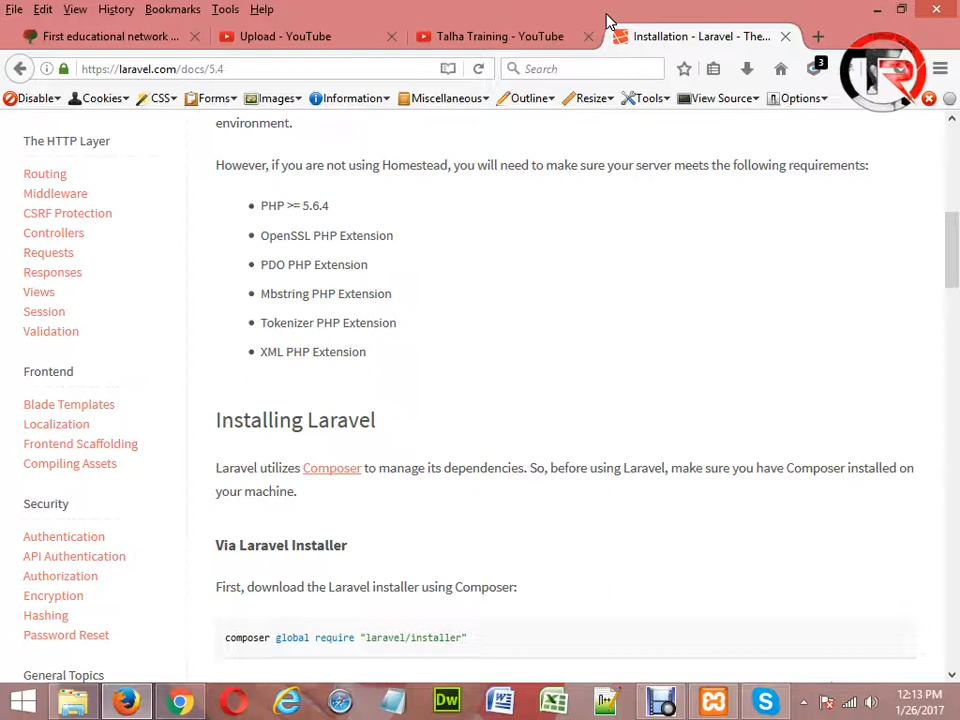 File Edit View History Bookmarks Tools Help
First educational network ...
Upload - YouTube
Talha Training - YouTube
Installation - Laravel - The...
https://laravel.com/docs/5.4
Search
3
Disable Cookies CSS Forms Images Information Miscellaneous Outline Resize Tools View Source Options
environment.
The HTTP Layer
Routing
Middleware
CSRF Protection
Controllers
Requests
Responses
Views
Session
Validation
Frontend
Blade Templates
Localization
Frontend Scaffolding
Compiling Assets
Security
Authentication
API Authentication
Authorization
Encryption
Hashing
Password Reset
General Topics
However, if you are not using Homestead, you will need to make sure your server meets the following requirements:
PHP >= 5.6.4
OpenSSL PHP Extension
PDO PHP Extension
Mbstring PHP Extension
Tokenizer PHP Extension
XML PHP Extension
Installing Laravel
Laravel utilizes Composer to manage its dependencies. So, before using Laravel, make sure you have Composer installed on
your machine.
Via Laravel Installer
First, download the Laravel installer using Composer:
composer global require "laravel/installer"
Dw
12:13 PM
1/26/2017